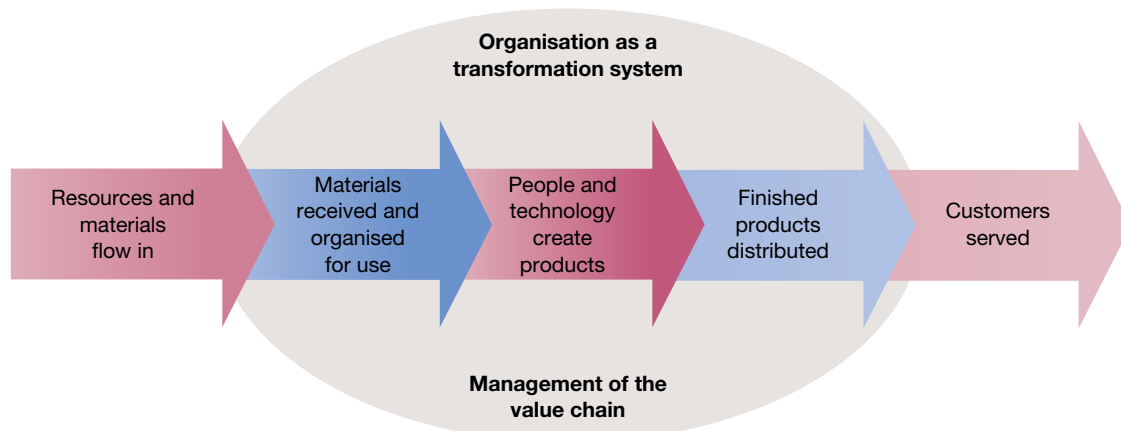 Organisation as a
transformation system
Resources and
materials
flow in
Materials
received and
organised
for use
People and
technology
create
products
Finished
products
distributed
Customers
served
Management of the
value chain